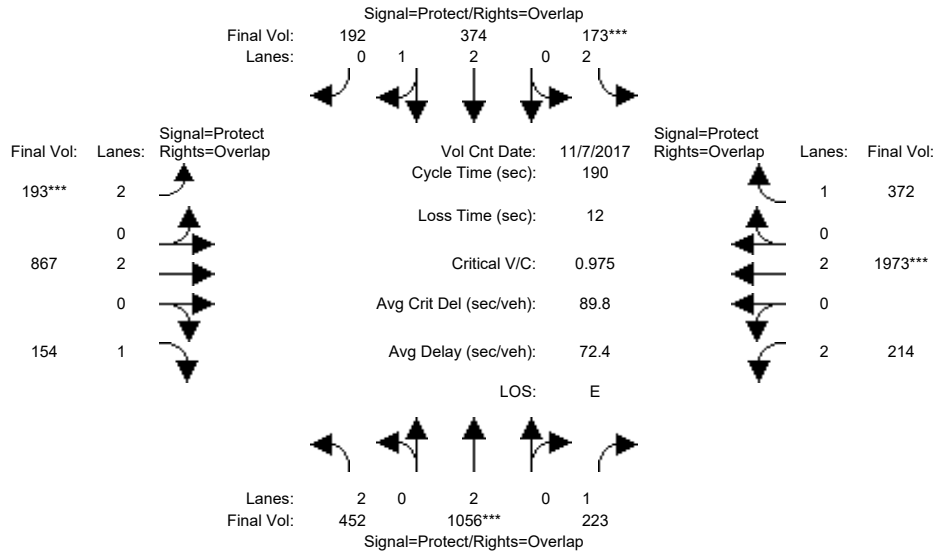 Signal=Protect/Rights=Overlap
Final Vol: 192 374 173***
Lanes: 0 1 2 0 2
Signal=Protect Signal=Protect
Final Vol: Lanes: Rights=Overlap Vol Cnt Date: 11/7/2017 Rights=Overlap Lanes: Final Vol:
Cycle Time (sec): 190
193*** 2 1 372
Loss Time (sec): 12
0 0
867 2 Critical V/C: 0.975 2 1973***
0 Avg Crit Del (sec/veh): 89.8 0
154 1 Avg Delay (sec/veh): 72.4 2 214
LOS: E
Lanes: 2 0 2 0 1
Final Vol: 452 1056*** 223
Signal=Protect/Rights=Overlap